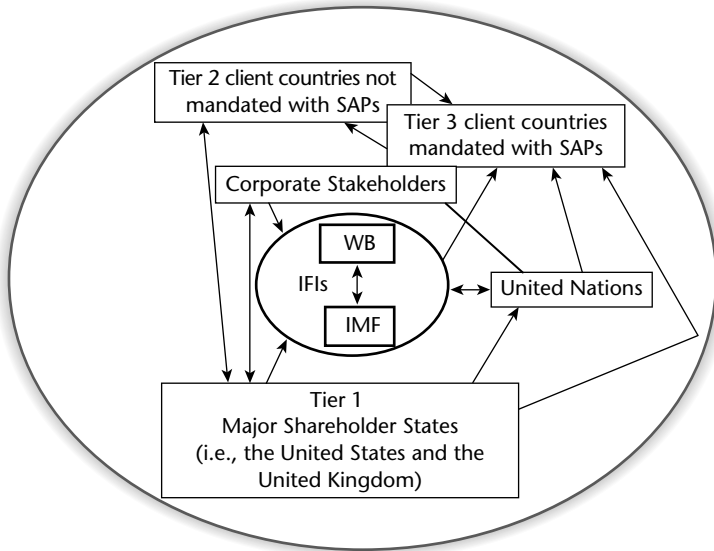 Tier 2 client countries not
mandated with SAPs
Tier 3 client countries
mandated with SAPs
Corporate Stakeholders
WB
IFIs
IMF
United Nations
Tier 1
Major Shareholder States
(i.e., the United States and the
United Kingdom)